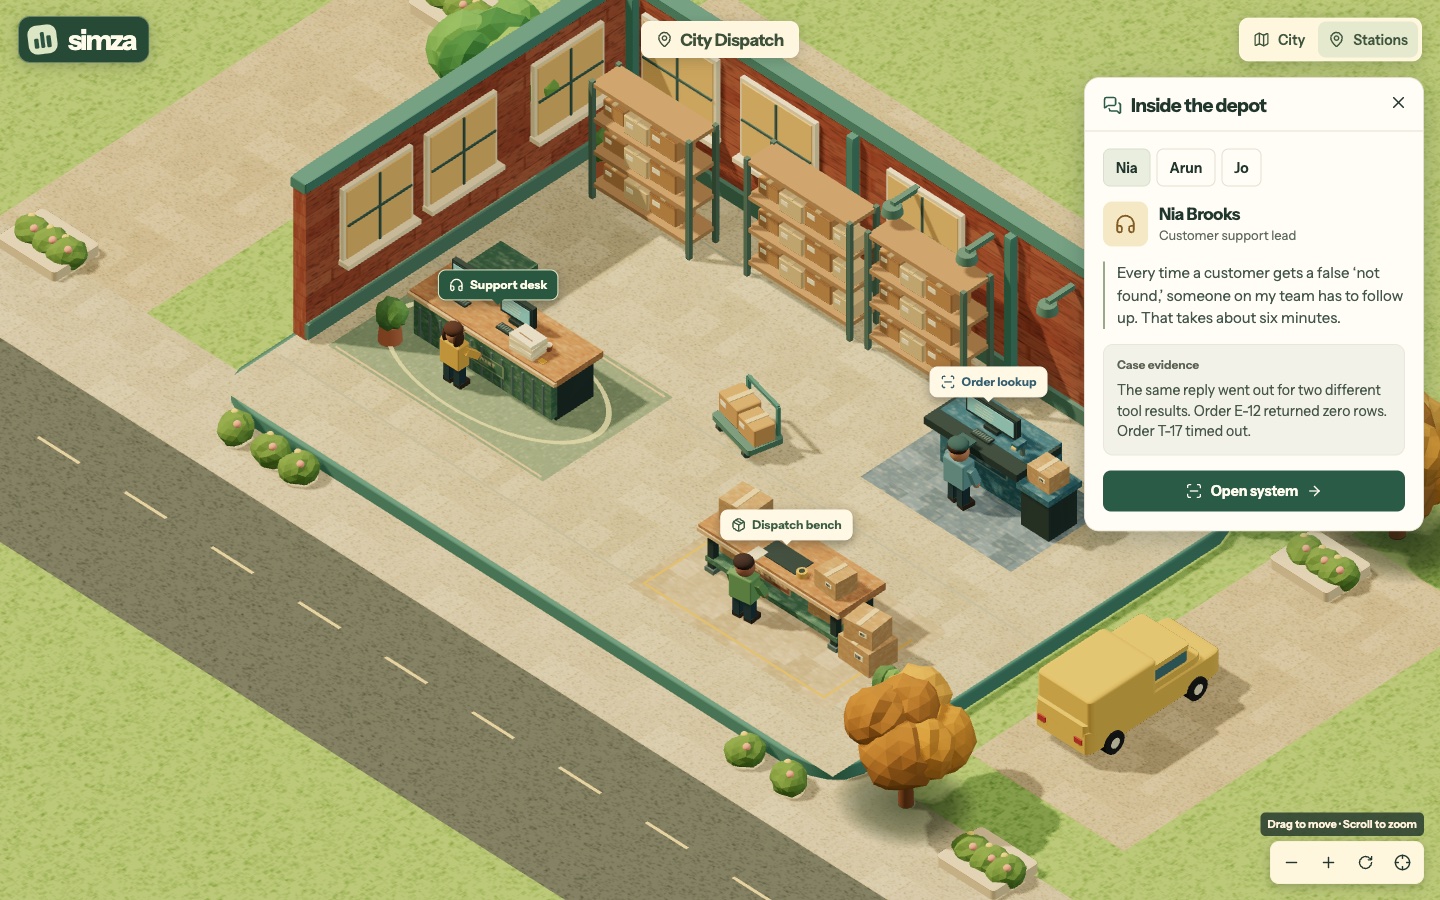 simza
City Dispatch
City
Stations
Inside the depot
Nia
Arun
Jo
Nia Brooks
Customer support lead
Every time a customer gets a false ‘not
found,’ someone on my team has to follow
up. That takes about six minutes.
Case evidence
The same reply went out for two different
tool results. Order E-12 returned zero rows.
Order T-17 timed out.
Open system
Support desk
Order lookup
Dispatch bench
Drag to move · Scroll to zoom